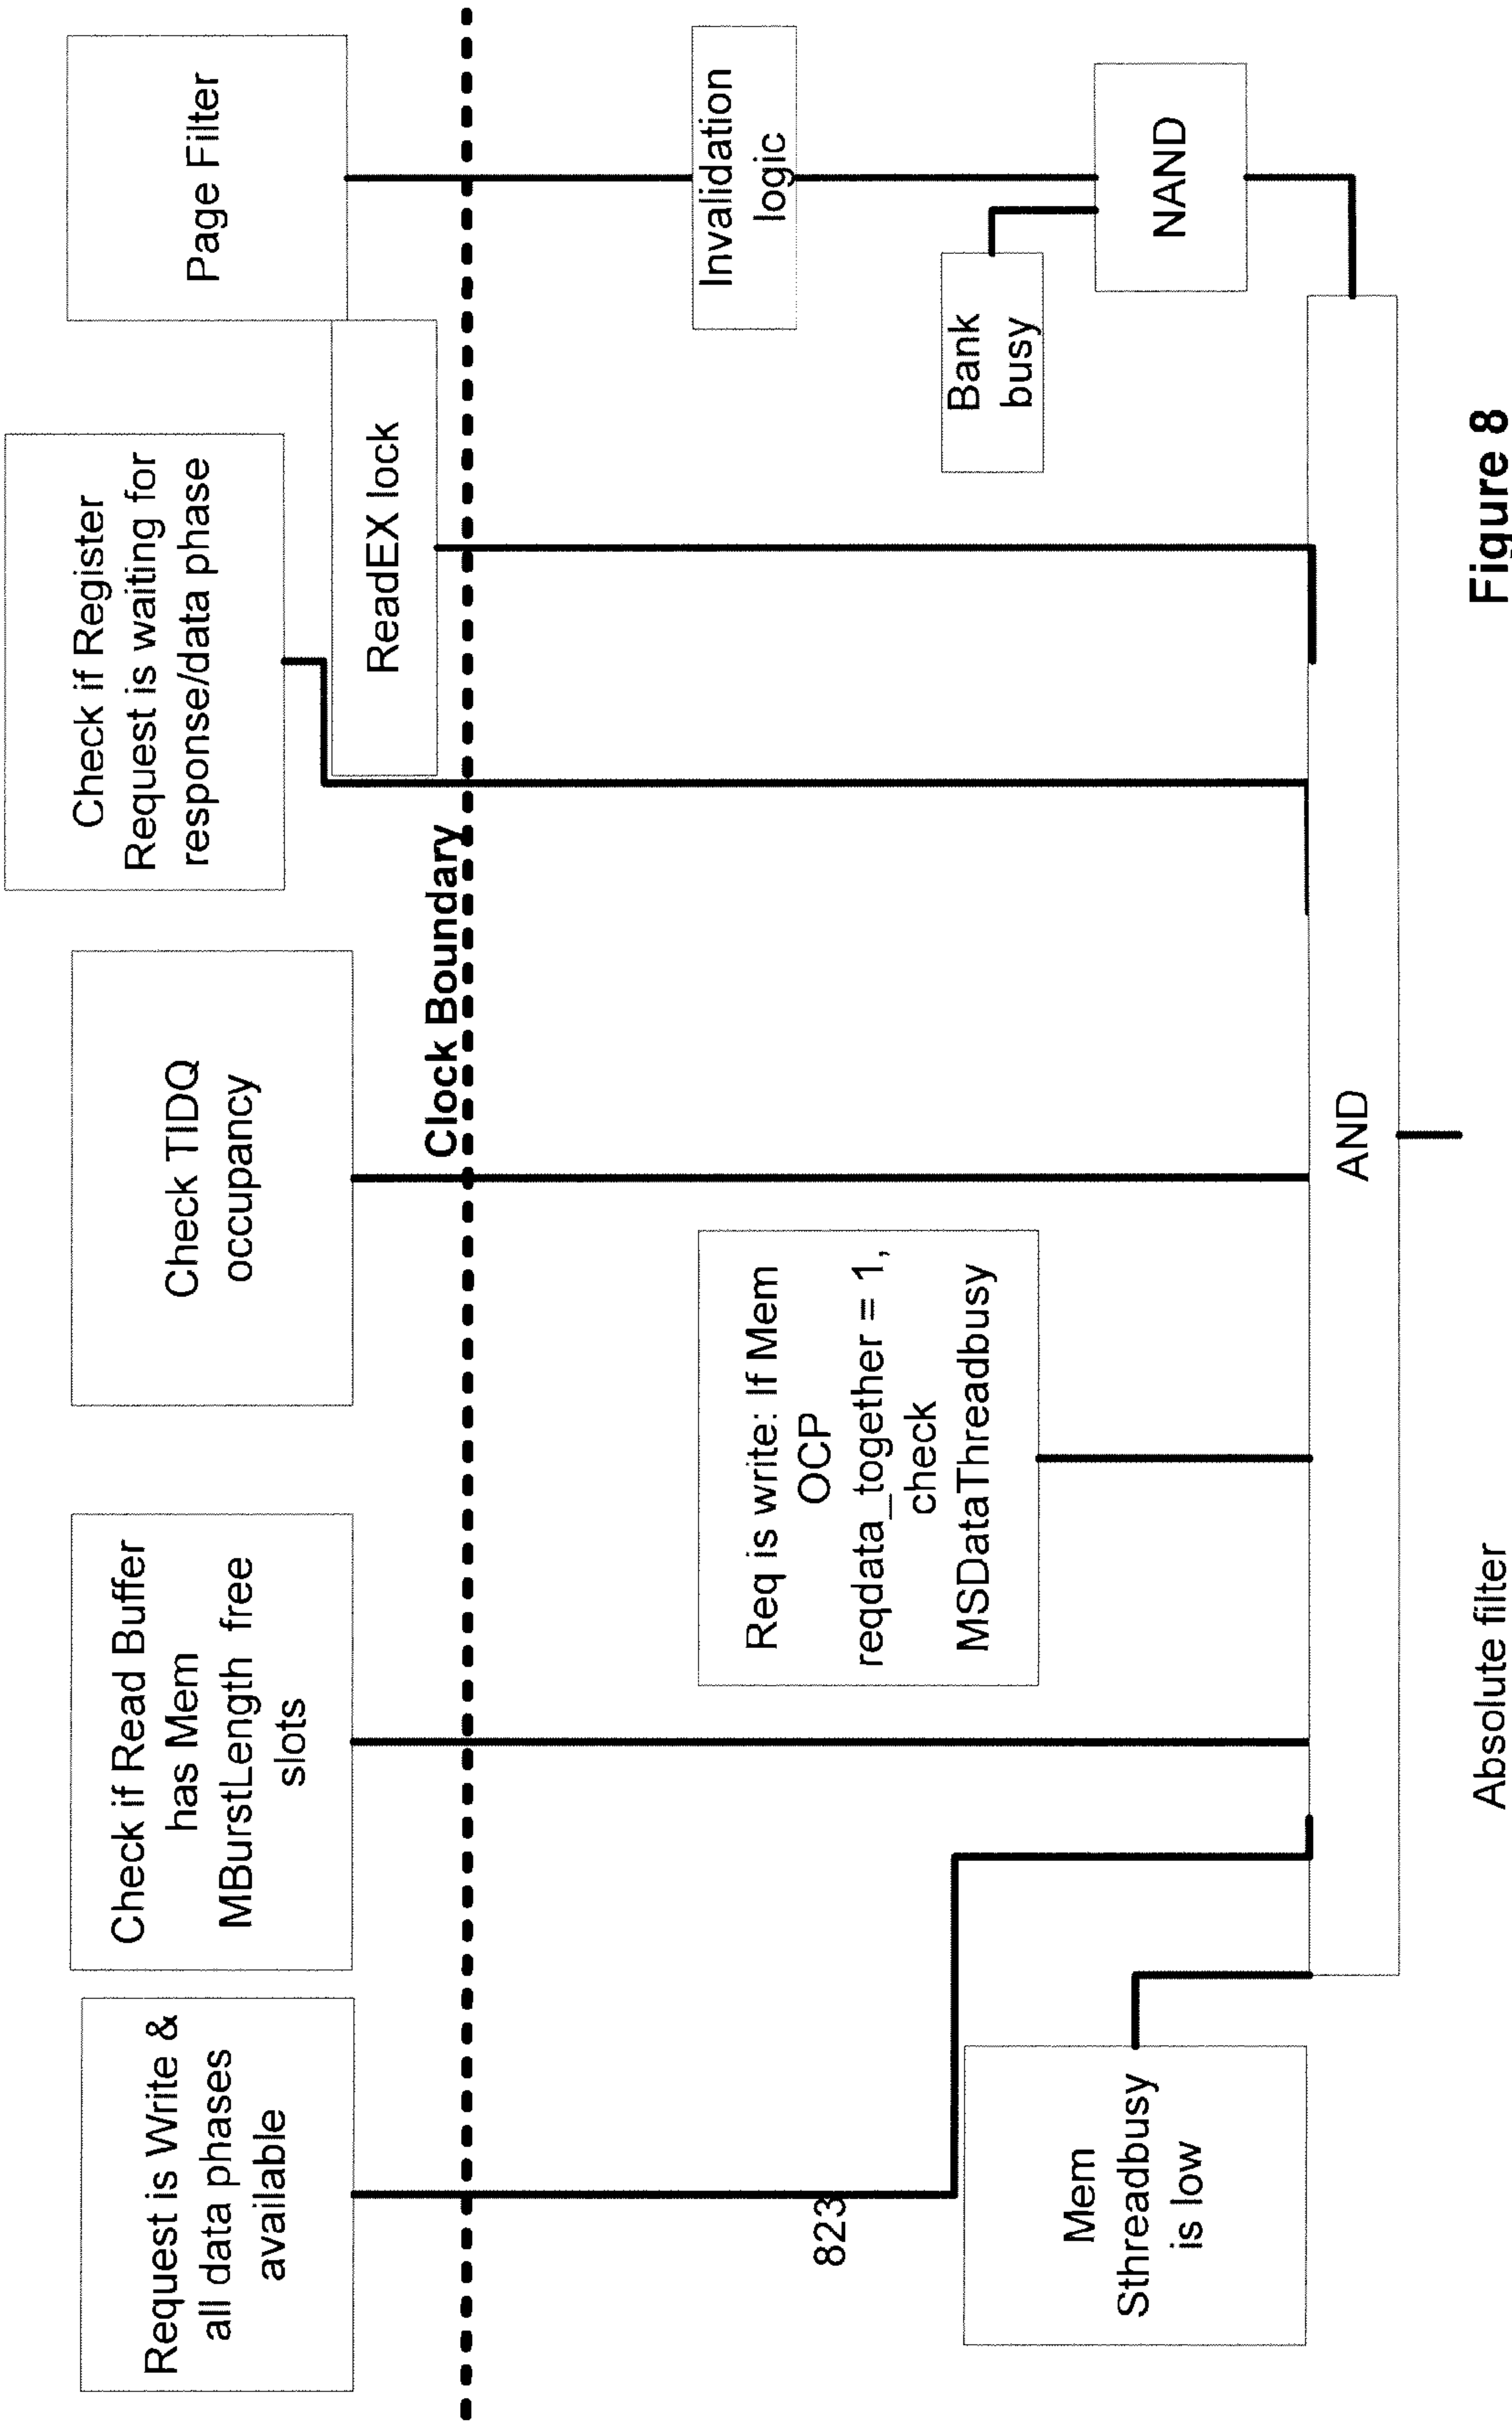 Request is Write &
all data phases
available
Check if Read Buffer
has Mem
MBurstLength free
slots
Check TIDQ
occupancy
Check if Register
Request is waiting for
response/data phase
ReadEX lock
Page Filter
Clock Boundary
823
Req is write: If Mem
OCP
reqdata_together = 1,
check
MSDataThreadbusy
Invalidation
logic
Bank
busy
Mem
Sthreadbusy
is low
NAND
AND
Absolute filter
Figure 8